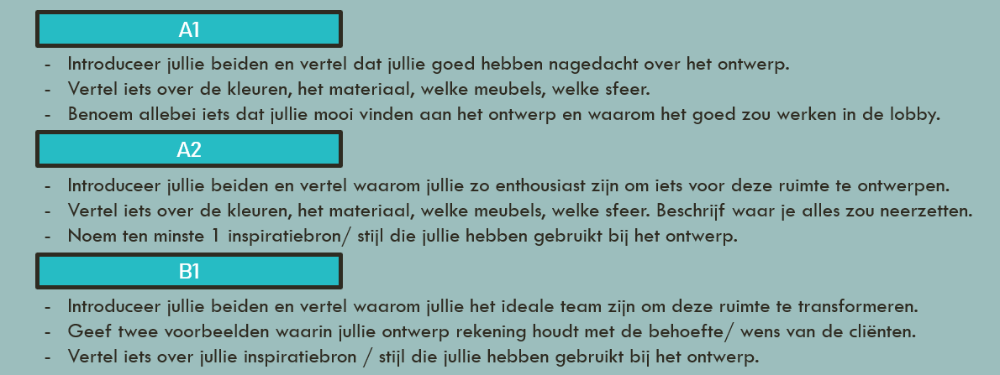 A1
- Introduceer jullie beiden en vertel dat jullie goed hebben nagedacht over het ontwerp.
- Vertel iets over de kleuren, het materiaal, welke meubels, welke sfeer.
- Benoem allebei iets dat jullie mooi vinden aan het ontwerp en waarom het goed zou werken in de lobby.
A2
- Introduceer jullie beiden en vertel waarom jullie zo enthousiast zijn om iets voor deze ruimte te ontwerpen.
- Vertel iets over de kleuren, het materiaal, welke meubels, welke sfeer. Beschrijf waar je alles zou neerzetten.
- Noem ten minste 1 inspiratiebron/ stijl die jullie hebben gebruikt bij het ontwerp.
B1
- Introduceer jullie beiden en vertel waarom jullie het ideale team zijn om deze ruimte te transformeren.
- Geef twee voorbeelden waarin jullie ontwerp rekening houdt met de behoefte/ wens van de cliënten.
- Vertel iets over jullie inspiratiebron / stijl die jullie hebben gebruikt bij het ontwerp.